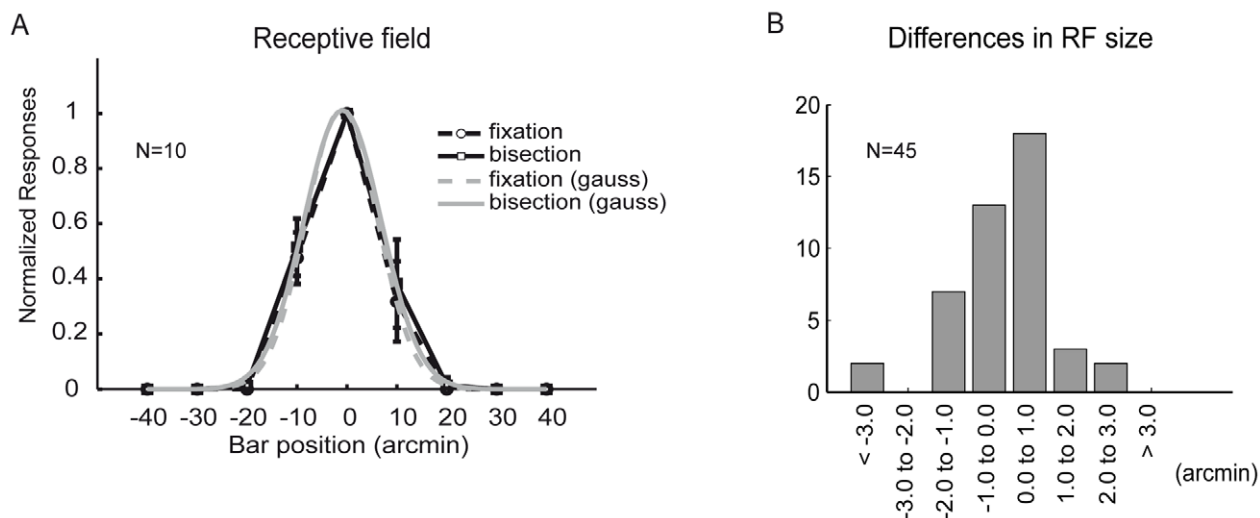 A
Receptive field
Normalized Responses
1
0.8
0.6
0.4
0.2
0
N=10
fixation
bisection
fixation (gauss)
bisection (gauss)
-40 -30 -20 -10 0 10 20 30 40
Bar position (arcmin)
B
Differences in RF size
20
15
10
5
0
N=45
< -3.0
-3.0 to -2.0
-2.0 to -1.0
-1.0 to 0.0
0.0 to 1.0
1.0 to 2.0
2.0 to 3.0
> 3.0
(arcmin)